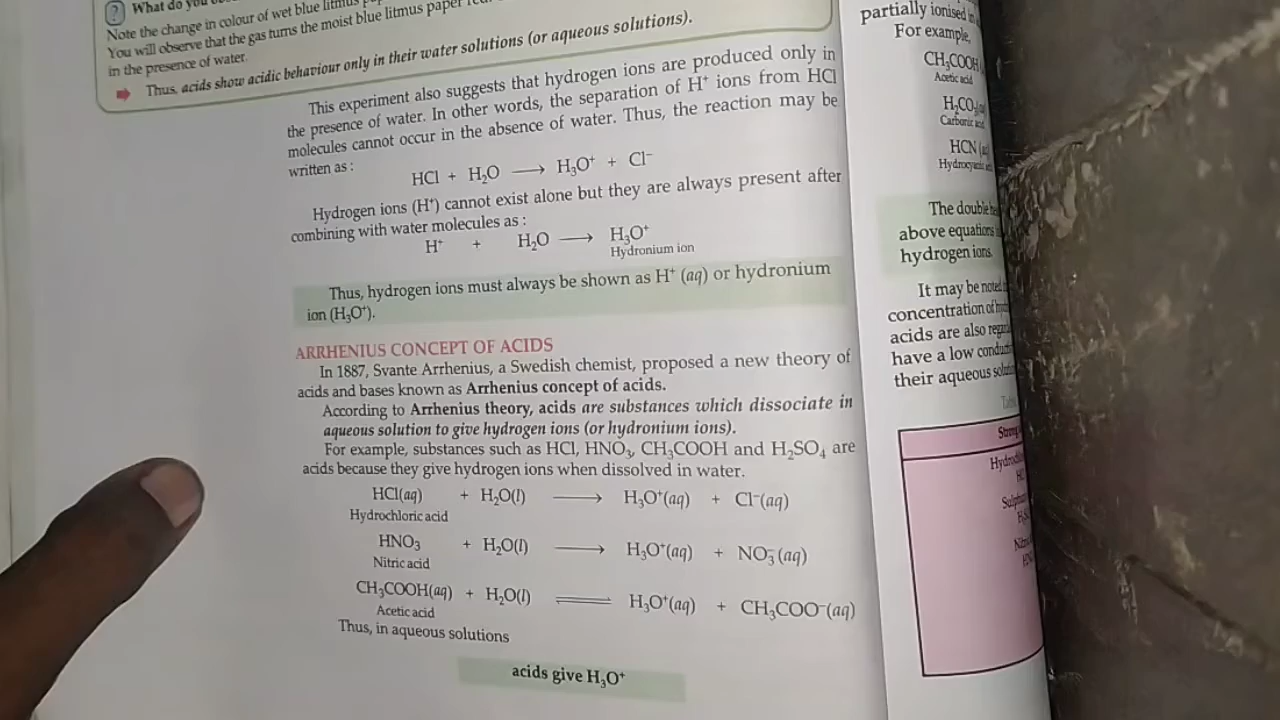 What do you
Note the change in colour of wet blue litmus
You will observe that the gas turns the moist blue litmus paper
in the presence of water.
Thus, acids show acidic behaviour only in their water solutions (or aqueous solutions).
This experiment also suggests that hydrogen ions are produced only in
the presence of water. In other words, the separation of H⁺ ions from HCl
molecules cannot occur in the absence of water. Thus, the reaction may be
written as :
HCl + H₂O ⟶ H₃O⁺ + Cl⁻
Hydrogen ions (H⁺) cannot exist alone but they are always present after
combining with water molecules as :
H⁺ + H₂O ⟶ H₃O⁺
Hydronium ion
Thus, hydrogen ions must always be shown as H⁺ (aq) or hydronium
ion (H₃O⁺).
ARRHENIUS CONCEPT OF ACIDS
In 1887, Svante Arrhenius, a Swedish chemist, proposed a new theory of
acids and bases known as Arrhenius concept of acids.
According to Arrhenius theory, acids are substances which dissociate in
aqueous solution to give hydrogen ions (or hydronium ions).
For example, substances such as HCl, HNO₃, CH₃COOH and H₂SO₄ are
acids because they give hydrogen ions when dissolved in water.
HCl(aq) + H₂O(l) ⟶ H₃O⁺(aq) + Cl⁻(aq)
Hydrochloric acid
HNO₃ + H₂O(l) ⟶ H₃O⁺(aq) + NO₃⁻(aq)
Nitric acid
CH₃COOH(aq) + H₂O(l) ⇌ H₃O⁺(aq) + CH₃COO⁻(aq)
Acetic acid
Thus, in aqueous solutions
acids give H₃O⁺
partially ionised
For example,
CH₃COOH
Acetic acid
H₂CO₃
Carbonic
HCN
The double
above equations
hydrogen ions.
It may be noted
concentration of
acids are also
have a low
their aqueous